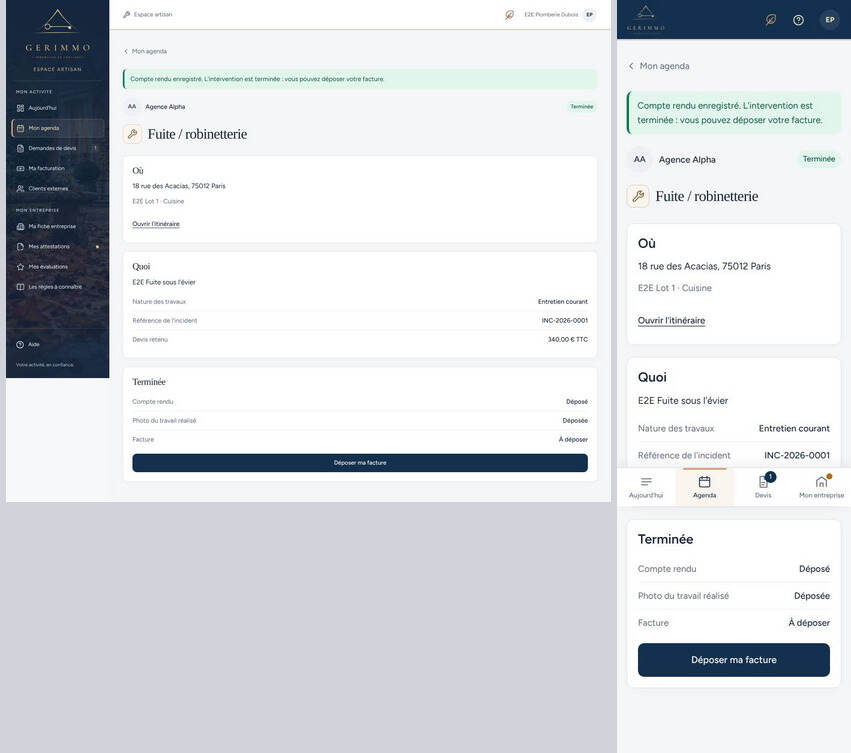 GERIMMO
ESPACE ARTISAN
MON ACTIVITÉ
Aujourd'hui
Mon agenda
Demandes de devis 1
Ma facturation
Clients externes
MON ENTREPRISE
Ma fiche entreprise
Mes attestations
Mes évaluations
Les règles à connaître
Aide
Votre activité, en confiance.
Espace artisan
E2E Plomberie Dubois EP
Mon agenda
Compte rendu enregistré. L'intervention est terminée : vous pouvez déposer votre facture.
AA Agence Alpha Terminée
Fuite / robinetterie
Où
18 rue des Acacias, 75012 Paris
E2E Lot 1 · Cuisine
Ouvrir l'itinéraire
Quoi
E2E Fuite sous l'évier
Nature des travaux Entretien courant
Référence de l'incident INC-2026-0001
Devis retenu 340,00 € TTC
Terminée
Compte rendu Déposé
Photo du travail réalisé Déposée
Facture À déposer
Déposer ma facture
GERIMMO
EP
Mon agenda
Compte rendu enregistré. L'intervention est
terminée : vous pouvez déposer votre facture.
AA Agence Alpha Terminée
Fuite / robinetterie
Où
18 rue des Acacias, 75012 Paris
E2E Lot 1 · Cuisine
Ouvrir l'itinéraire
Quoi
E2E Fuite sous l'évier
Nature des travaux Entretien courant
Référence de l'incident INC-2026-0001
1
Aujourd'hui Agenda Devis Mon entreprise
Terminée
Compte rendu Déposé
Photo du travail réalisé Déposée
Facture À déposer
Déposer ma facture